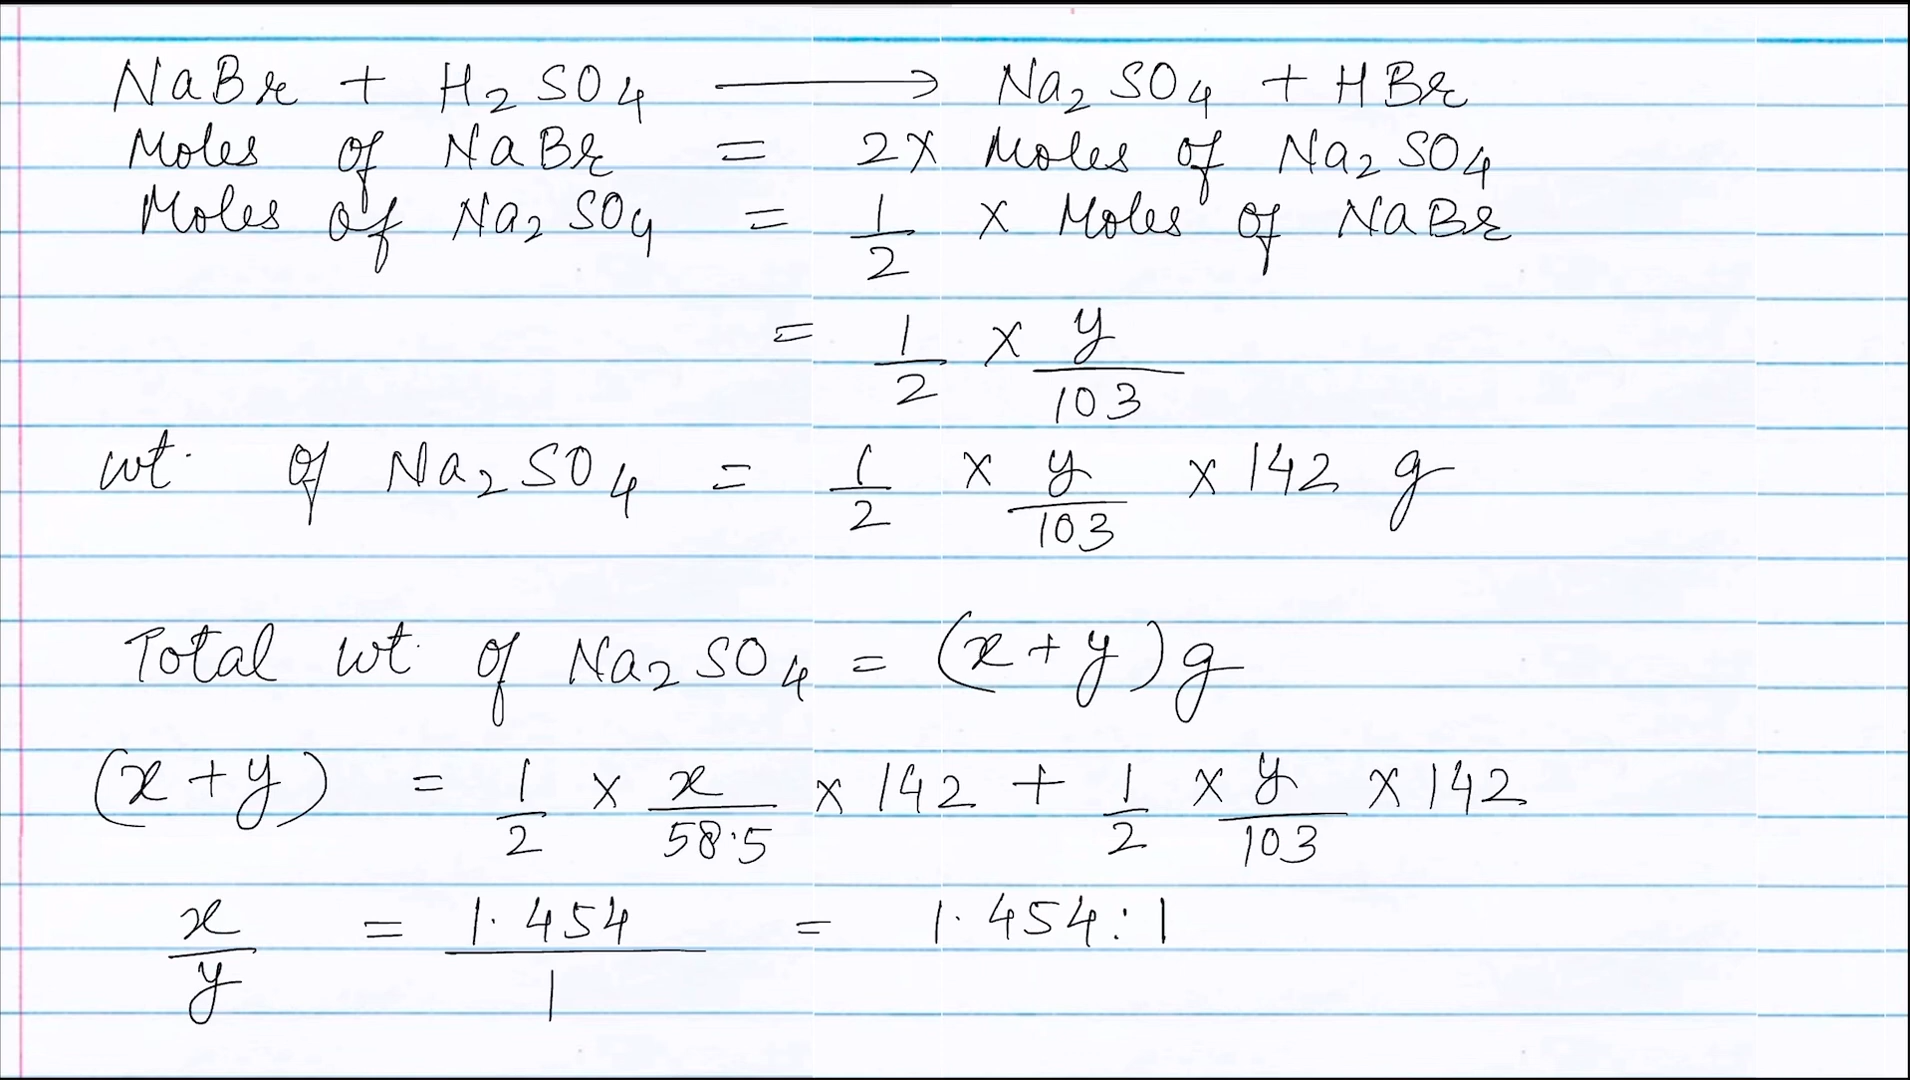 NaBr + H2SO4 ⟶ Na2SO4 + HBr
Moles of NaBr = 2 × Moles of Na2SO4
Moles of Na2SO4 = 1/2 × Moles of NaBr
= 1/2 × y/103
wt. of Na2SO4 = 1/2 × y/103 × 142 g
Total wt. of Na2SO4 = (x+y)g
(x+y) = 1/2 × x/58.5 × 142 + 1/2 × y/103 × 142
x/y = 1.454/1 = 1.454:1